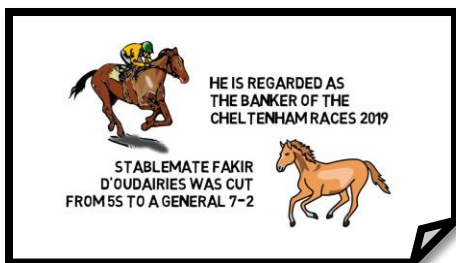 HE IS REGARDED AS
THE BANKER OF THE
CHELTENHAM RACES 2019
STABLEMATE FAKIR
D'OUDAIRIES WAS CUT
FROM 5S TO A GENERAL 7-2